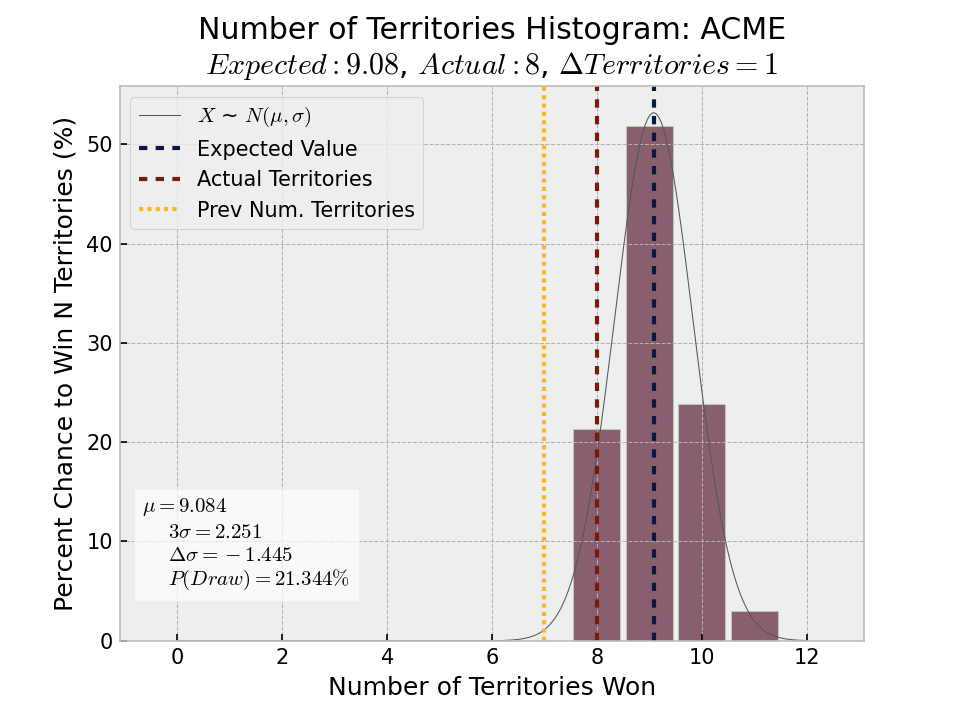 Number of Territories Histogram: ACME
Expected : 9.08, Actual : 8, ΔTerritories = 1
X ~ N(μ, σ)
Expected Value
Actual Territories
Prev Num. Territories
Percent Chance to Win N Territories (%)
50
40
30
20
10
0
μ = 9.084
3σ = 2.251
Δσ = − 1.445
P(Draw) = 21.344%
0 2 4 6 8 10 12
Number of Territories Won